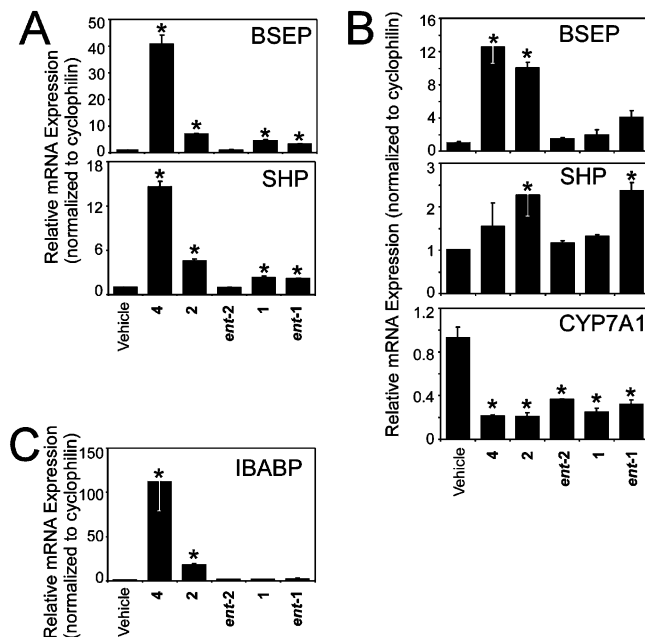 A
Relative mRNA Expression
(normalized to cyclophilin)
50
40
30
20
10
0
BSEP
*
*
*
*
18
12
6
0
SHP
*
*
*
*
Vehicle
4
2
ent-2
1
ent-1
B
Relative mRNA Expression (normalized to cyclophilin)
16
12
8
4
0
BSEP
*
*
3
2
1
0
SHP
*
*
1.2
0.8
0.4
0
CYP7A1
*
*
*
*
*
Vehicle
4
2
ent-2
1
ent-1
C
Relative mRNA Expression
(normalized to cyclophilin)
150
100
50
0
IBABP
*
*
Vehicle
4
2
ent-2
1
ent-1